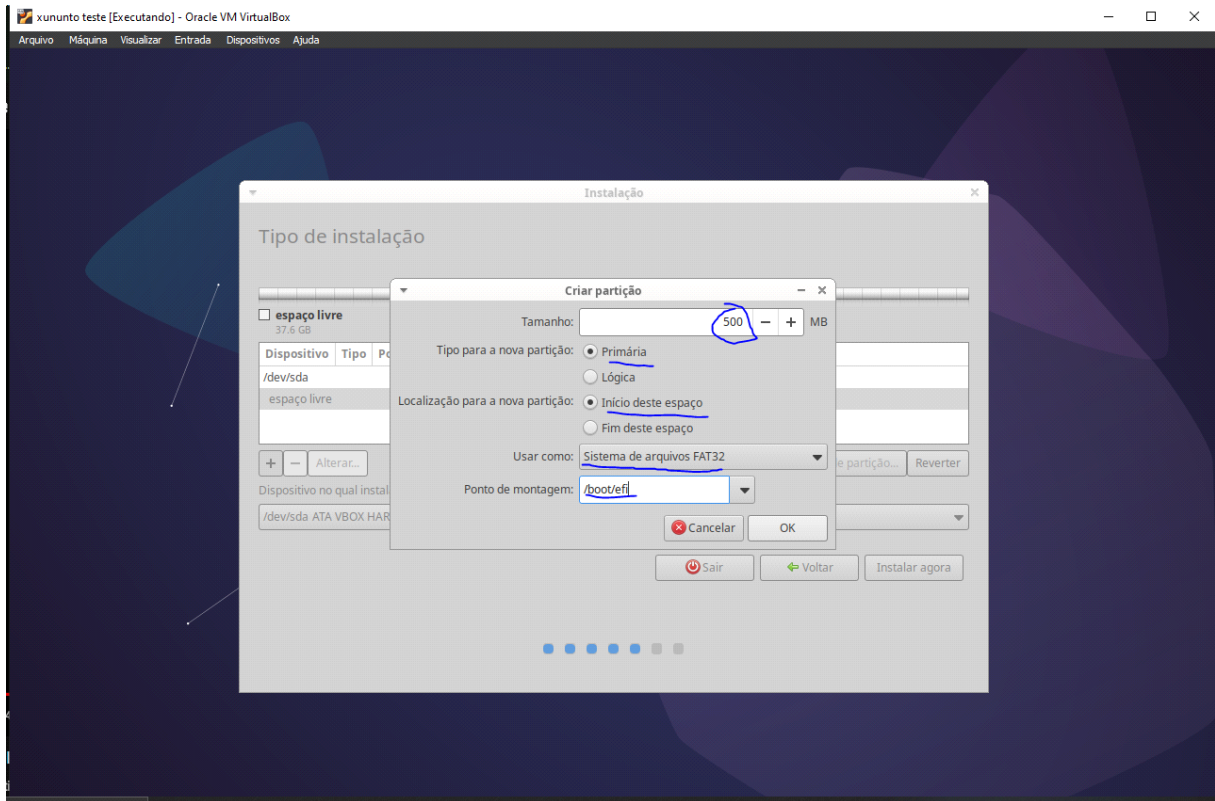 xununto teste [Executando] - Oracle VM VirtualBox
Arquivo Máquina Visualizar Entrada Dispositivos Ajuda
Instalação
Tipo de instalação
Criar partição
espaço livre
37.6 GB
Tamanho: 500 MB
Dispositivo Tipo
Tipo para a nova partição: Primária
/dev/sda
Lógica
espaço livre
Localização para a nova partição: Início deste espaço
Fim deste espaço
Usar como: Sistema de arquivos FAT32
+ - Alterar...
partição... Reverter
Dispositivo no qual
Ponto de montagem: /boot/efi
/dev/sda ATA VBOX
Cancelar OK
Sair Voltar Instalar agora